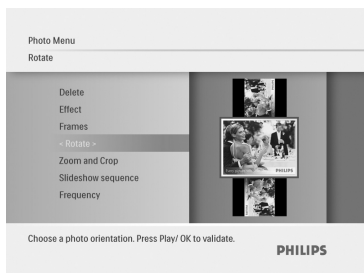 Photo Menu
Rotate
Delete
Effect
Frames
« Rotate »
Zoom and Crop
Slideshow sequence
Frequency
PHILIPS
Choose a photo orientation. Press Play/ OK to validate.
PHILIPS